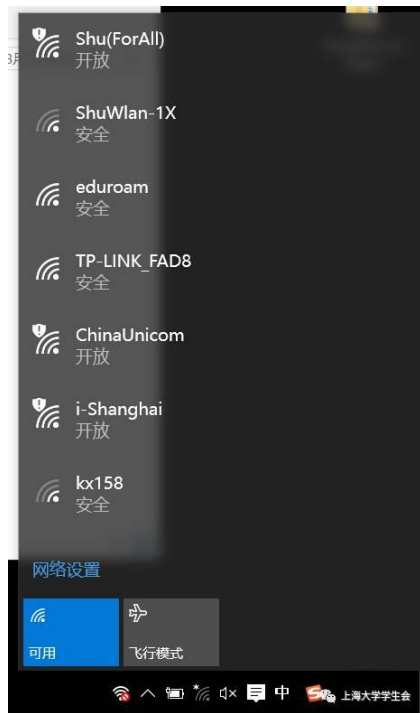 Shu(ForAll)
开放
ShuWlan-1X
安全
eduroam
安全
TP-LINK_FAD8
安全
ChinaUnicom
开放
i-Shanghai
开放
kx158
安全
网络设置
可用
飞行模式
中
上海大学学生会